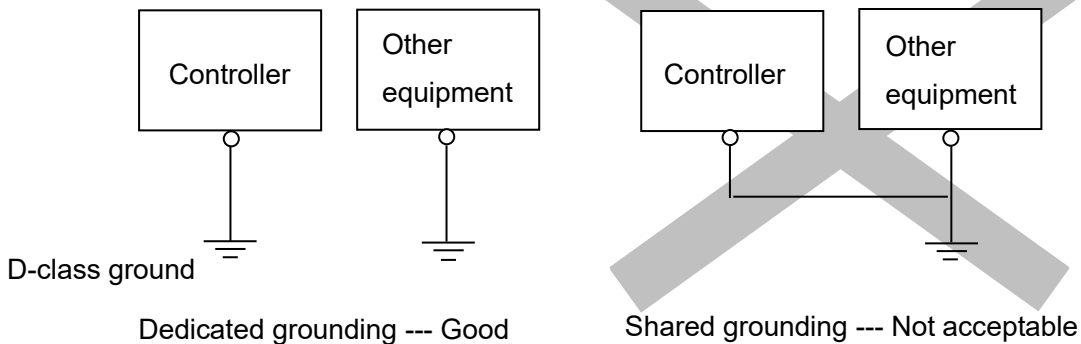 Controller
Other
equipment
D-class ground
Dedicated grounding --- Good
Controller
Other
equipment
Shared grounding --- Not acceptable